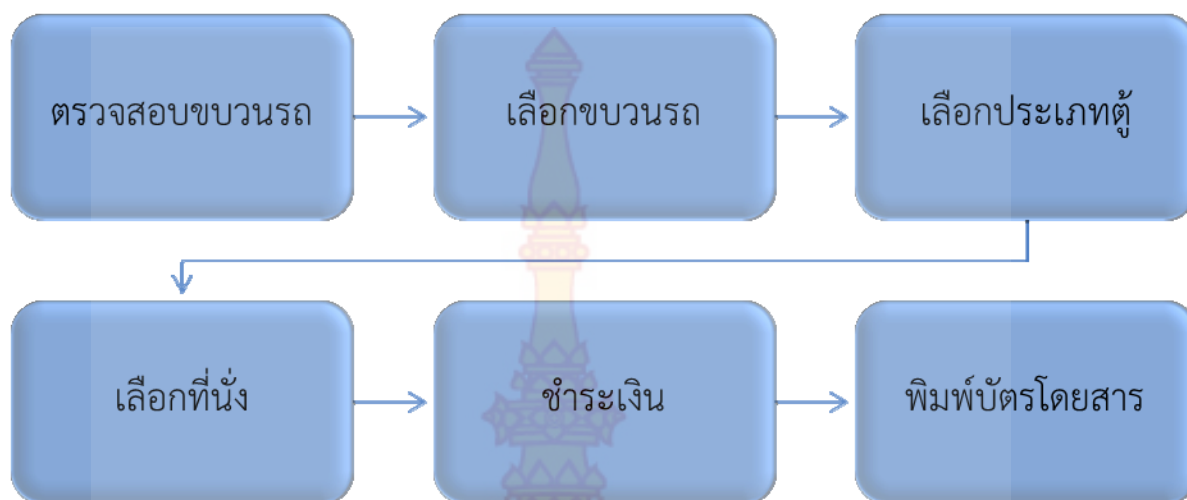 ตรวจสอบขบวนรถ
เลือกขบวนรถ
เลือกประเภทตู้
เลือกที่นั่ง
ชำระเงิน
พิมพ์บัตรโดยสาร